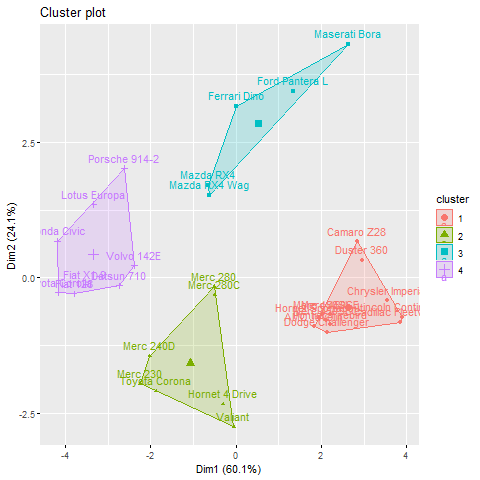 Cluster plot
Maserati Bora
Ford Pantera L
Ferrari Dino
Mazda RX4
Mazda RX4 Wag
Porsche 914-2
Lotus Europa
Volvo 142E
Datsun 710
Camaro Z28
Duster 360
Chrysler Imperi
Dodge Challenger
Merc 280
Merc 280C
Merc 240D
Merc 230
Toyota Corona
Hornet 4 Drive
Valiant
2.5
0.0
-2.5
-4
-2
0
2
4
Dim1 (60.1%)
Dim2 (24.1%)
cluster
1
2
3
4